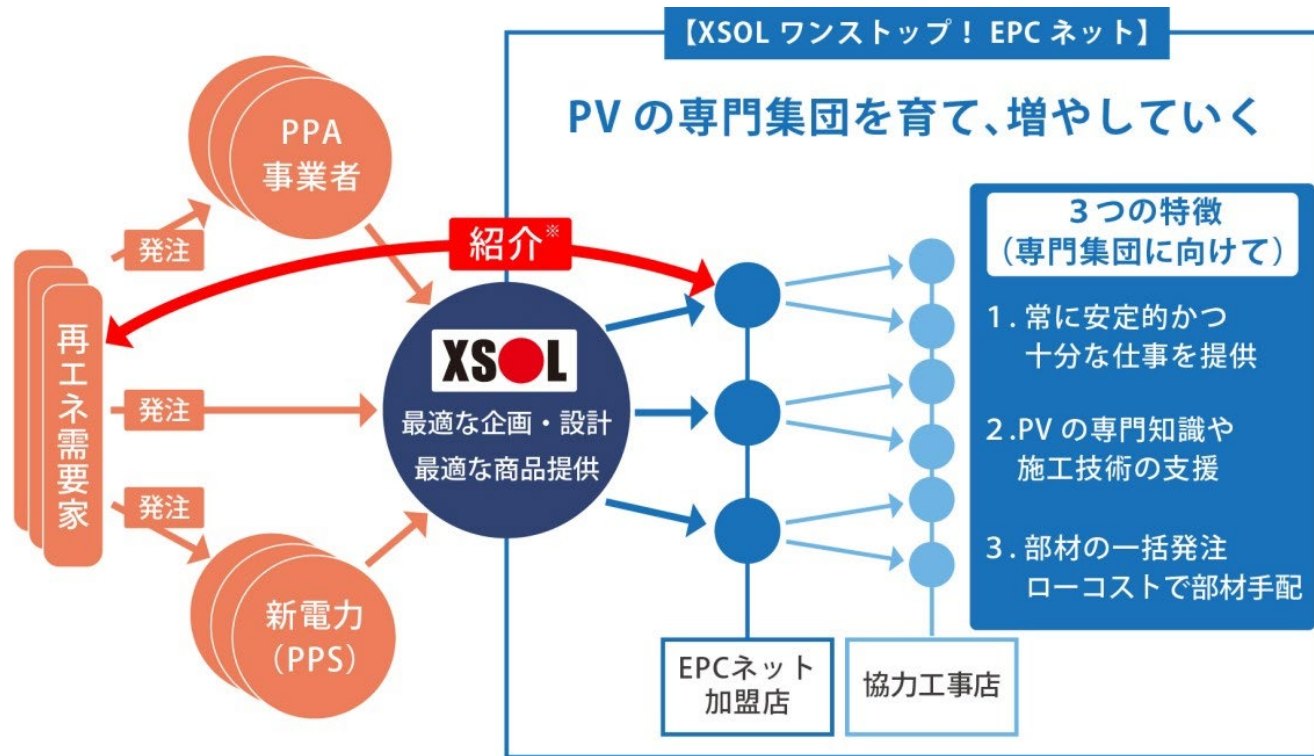 【XSOL ワンストップ！ EPC ネット】
PV の専門集団を育て、増やしていく
PPA
事業者
発注
紹介※
再エネ需要家
発注
XSOL
最適な企画・設計
最適な商品提供
発注
新電力
（PPS）
EPCネット
加盟店
協力工事店
３つの特徴
（専門集団に向けて）
1 . 常に安定的かつ
十分な仕事を提供
2 .PV の専門知識や
施工技術の支援
3 . 部材の一括発注
ローコストで部材手配